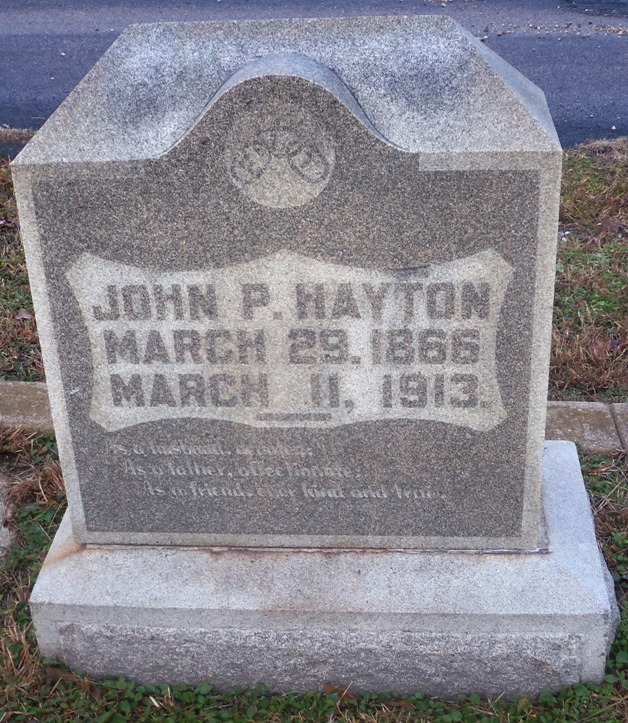 JOHN P. HAYTON
MARCH 29. 1866
MARCH 11, 1913.
As a husband, devoted;
As a father, affectionate;
As a friend, ever kind and true.